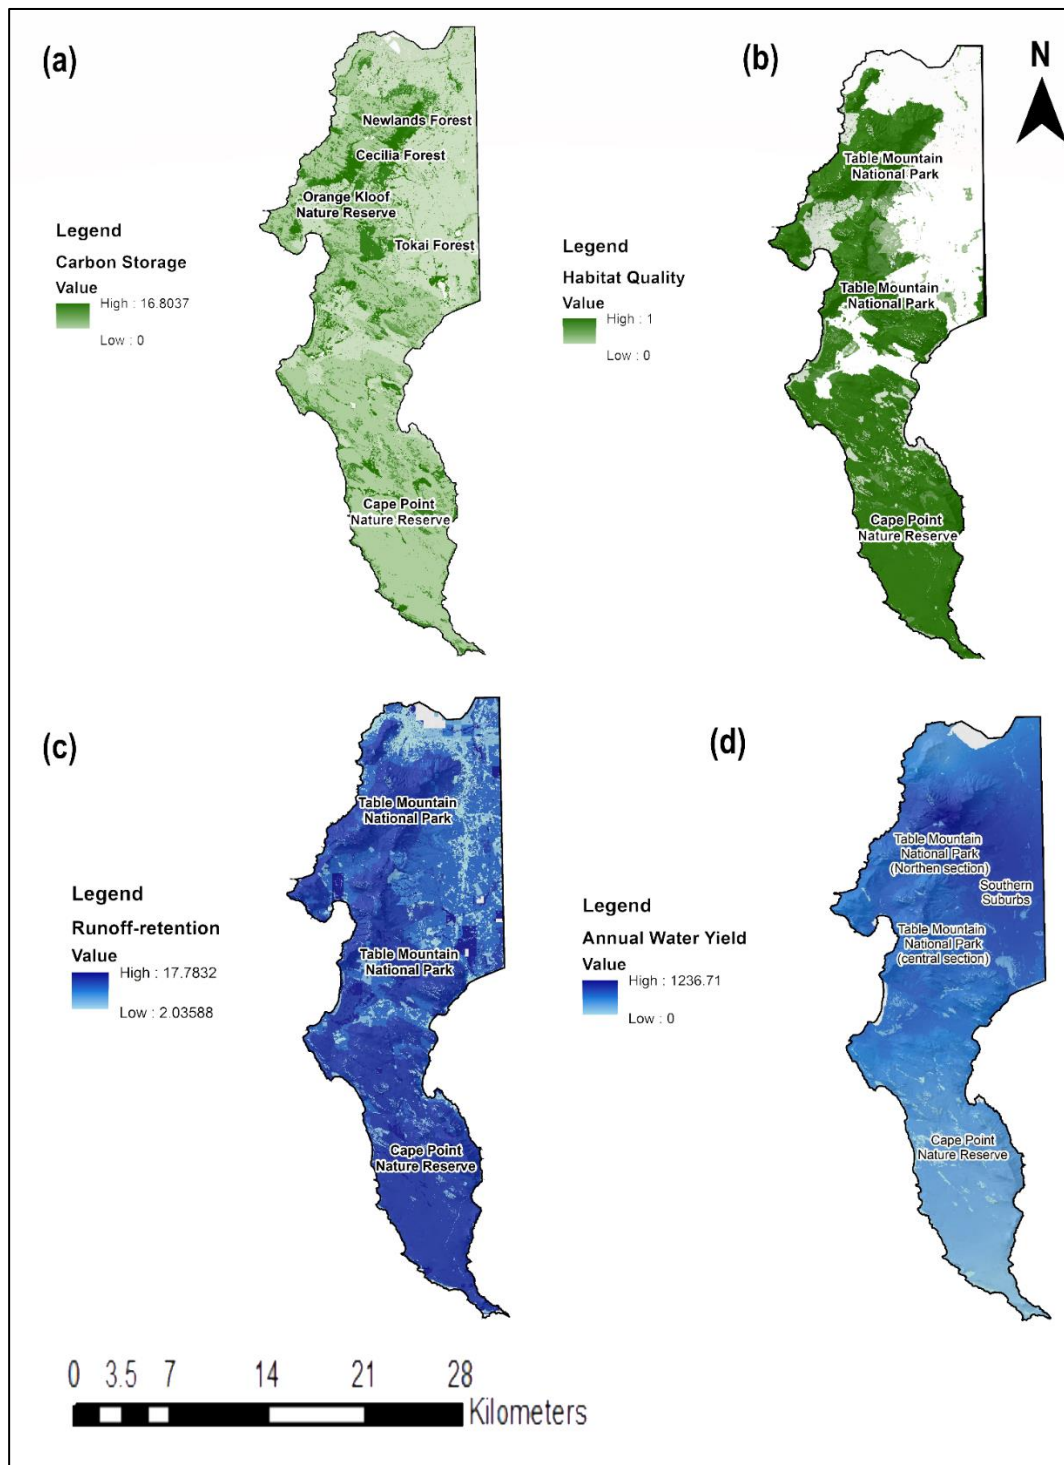 (a)
Newlands Forest
Cecilia Forest
Orange Kloof
Nature Reserve
Tokai Forest
Cape Point
Nature Reserve
Legend
Carbon Storage
Value
High : 16.8037
Low : 0
(b)
N
Table Mountain
National Park
Table Mountain
National Park
Cape Point
Nature Reserve
Legend
Habitat Quality
Value
High : 1
Low : 0
(c)
Table Mountain
National Park
Table Mountain
National Park
Cape Point
Nature Reserve
Legend
Runoff-retention
Value
High : 17.7832
Low : 2.03588
(d)
Table Mountain
National Park
(Northen section)
Southern
Suburbs
Table Mountain
National Park
(central section)
Cape Point
Nature Reserve
Legend
Annual Water Yield
Value
High : 1236.71
Low : 0
0 3.5 7 14 21 28
Kilometers